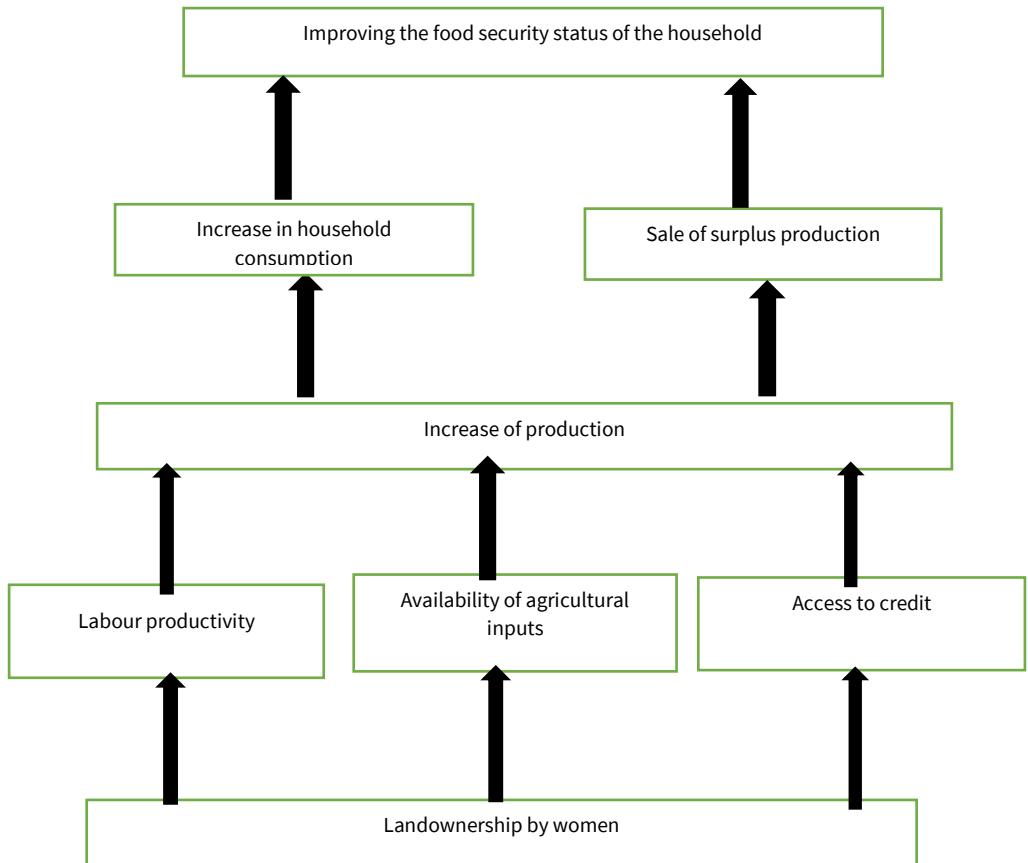 Improving the food security status of the household
Increase in household
consumption
Sale of surplus production
Increase of production
Labour productivity
Availability of agricultural
inputs
Access to credit
Landownership by women